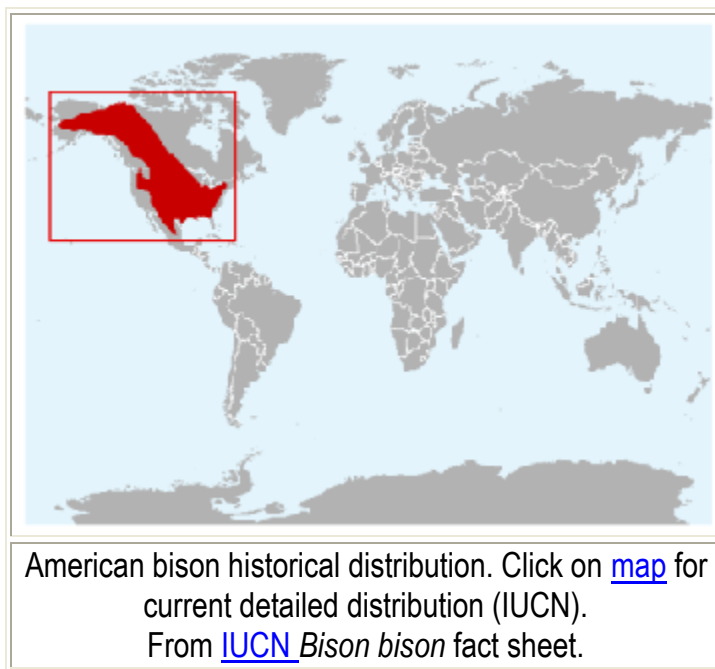 American bison historical distribution. Click on map for
current detailed distribution (IUCN).
From IUCN Bison bison fact sheet.